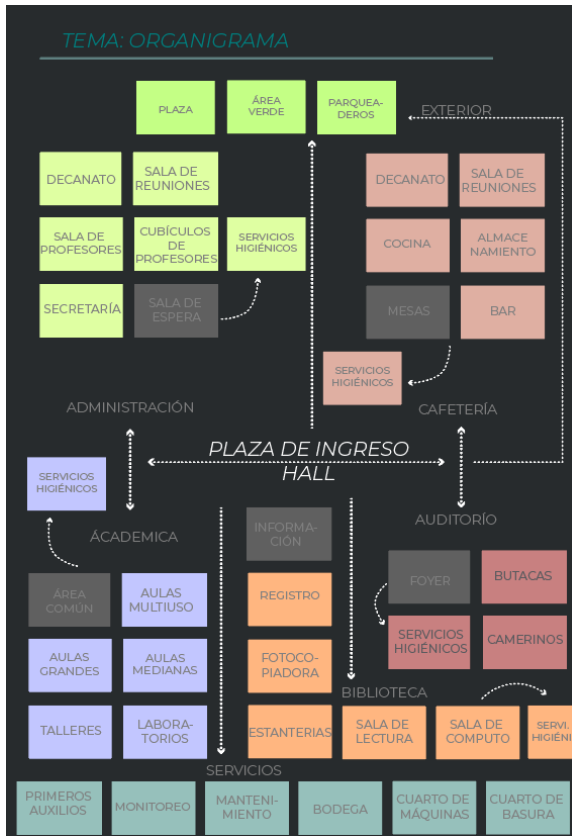 TEMA: ORGANIGRAMA
PLAZA
ÁREA
VERDE
PARQUEA-
DEROS
EXTERIOR
DECANATO
SALA DE
REUNIONES
SALA DE
PROFESORES
CUBÍCULOS
DE
PROFESORES
SERVICIOS
HIGIÉNICOS
SECRETARÍA
SALA DE
ESPERA
DECANATO
SALA DE
REUNIONES
COCINA
ALMACE
NAMIENTO
MESAS
BAR
SERVICIOS
HIGIÉNICOS
ADMINISTRACIÓN
CAFETERÍA
PLAZA DE INGRESO
HALL
SERVICIOS
HIGIÉNICOS
ÁCADEMICA
ÁREA
COMÚN
AULAS
MULTIUSO
AULAS
GRANDES
AULAS
MEDIANAS
TALLERES
LABORA-
TORIOS
INFORMA-
CIÓN
REGISTRO
FOTOCO-
PIADORA
ESTANTERIAS
AUDITORÍO
FOYER
BUTACAS
SERVICIOS
HIGIÉNICOS
CAMERINOS
BIBLIOTECA
SALA DE
LECTURA
SALA DE
COMPUTO
SERVI.
HIGIÉNI
SERVICIOS
PRIMEROS
AUXILIOS
MONITOREO
MANTENI-
MIENTO
BODEGA
CUARTO DE
MÁQUINAS
CUARTO DE
BASURA